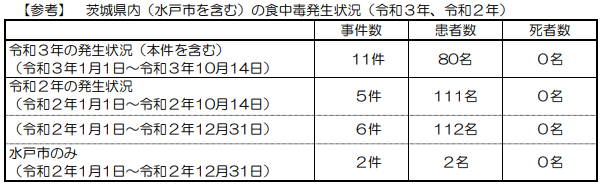 【参考】 茨城県内（水戸市を含む）の食中毒発生状況（令和３年、令和２年）
事件数 患者数 死者数
令和３年の発生状況（本件を含む）
（令和３年1月1日～令和３年10月14日） 11件 80名 0名
令和２年の発生状況
（令和２年1月1日～令和２年10月14日） 5件 111名 0名
（令和２年1月1日～令和２年12月31日） 6件 112名 0名
水戸市のみ
（令和２年1月1日～令和２年12月31日） 2件 2名 0名